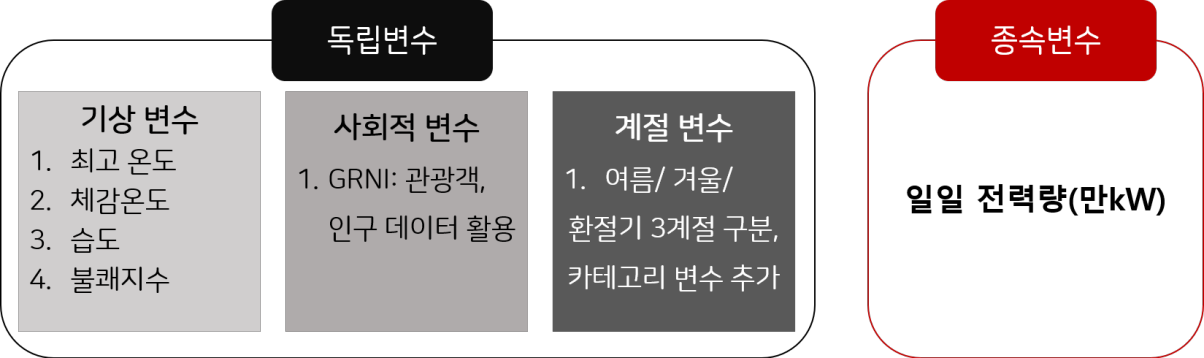 독립변수
기상 변수
1. 최고 온도
2. 체감온도
3. 습도
4. 불쾌지수
사회적 변수
1. GRNI: 관광객,
인구 데이터 활용
계절 변수
1. 여름/ 겨울/
환절기 3계절 구분,
카테고리 변수 추가
종속변수
일일 전력량(만kW)